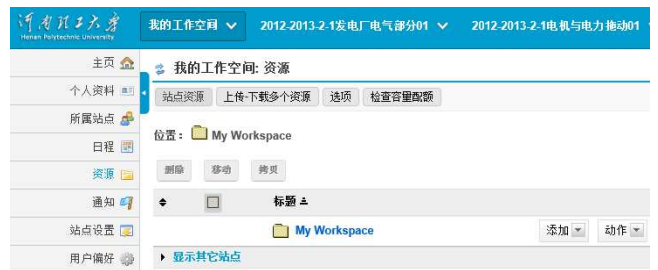 河南理工大学
Henan Polytechnic University
我的工作空间
2012-2013-2-1发电厂电气部分01
2012-2013-2-1电机与电力拖动01
主页
个人资料
所属站点
日程
资源
通知
站点设置
用户偏好
我的工作空间: 资源
站点资源 上传-下载多个资源 选项 检查容量配额
位置: My Workspace
删除 移动 拷贝
标题
My Workspace 添加 动作
显示其它站点